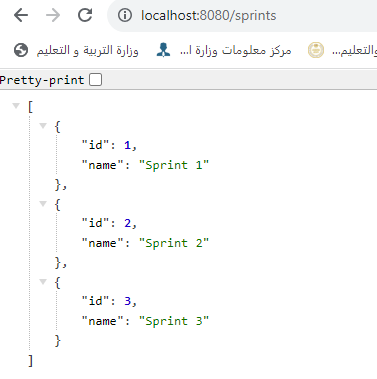 localhost:8080/sprints
وزارة التربية و التعليم
مركز معلومات وزارة ا...
والتعليم...
Pretty-print
[
{
"id": 1,
"name": "Sprint 1"
},
{
"id": 2,
"name": "Sprint 2"
},
{
"id": 3,
"name": "Sprint 3"
}
]